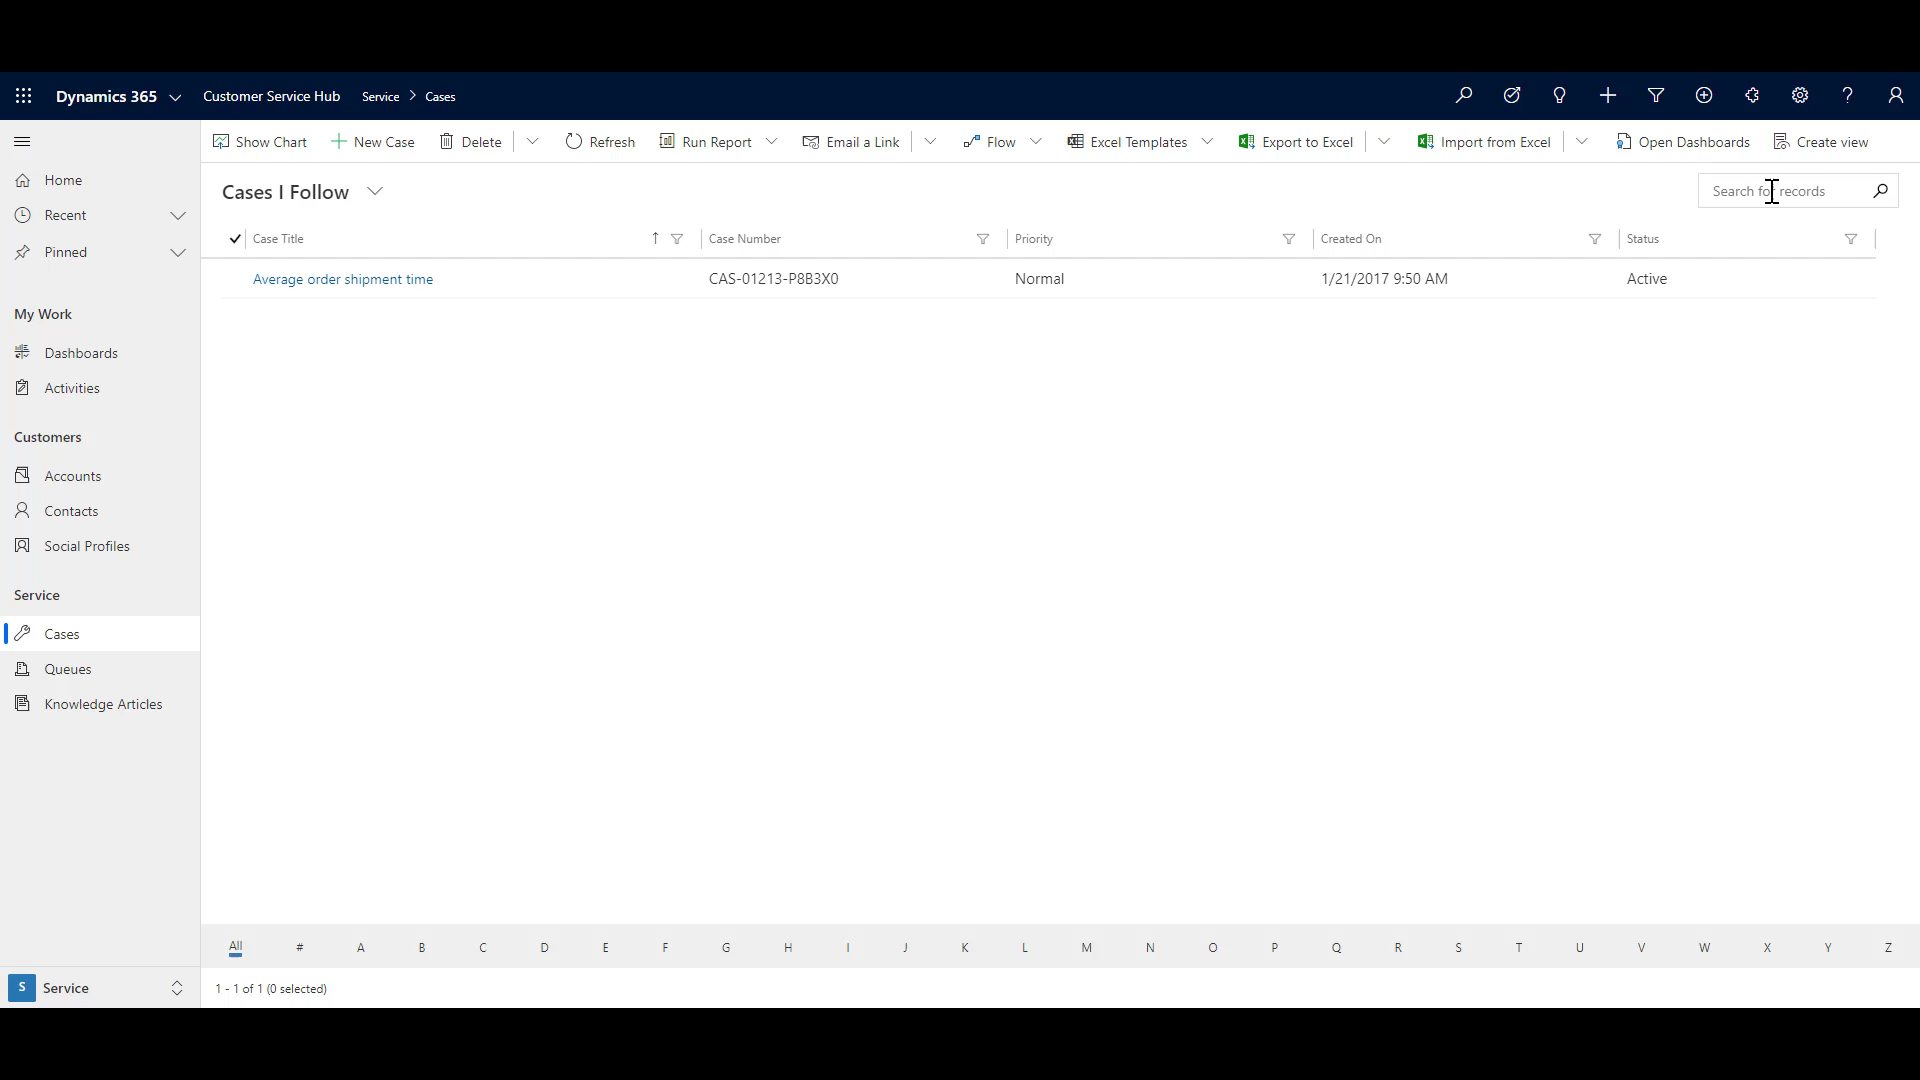 Dynamics 365 Customer Service Hub Service > Cases
Show Chart New Case Delete Refresh Run Report Email a Link Flow Excel Templates Export to Excel Import from Excel Open Dashboards Create view
Home
Recent
Pinned
My Work
Dashboards
Activities
Customers
Accounts
Contacts
Social Profiles
Service
Cases
Queues
Knowledge Articles
S Service
Cases I Follow
Search for records
Case Title Case Number Priority Created On Status
Average order shipment time CAS-01213-P8B3X0 Normal 1/21/2017 9:50 AM Active
All # A B C D E F G H I J K L M N O P Q R S T U V W X Y Z
1 - 1 of 1 (0 selected)